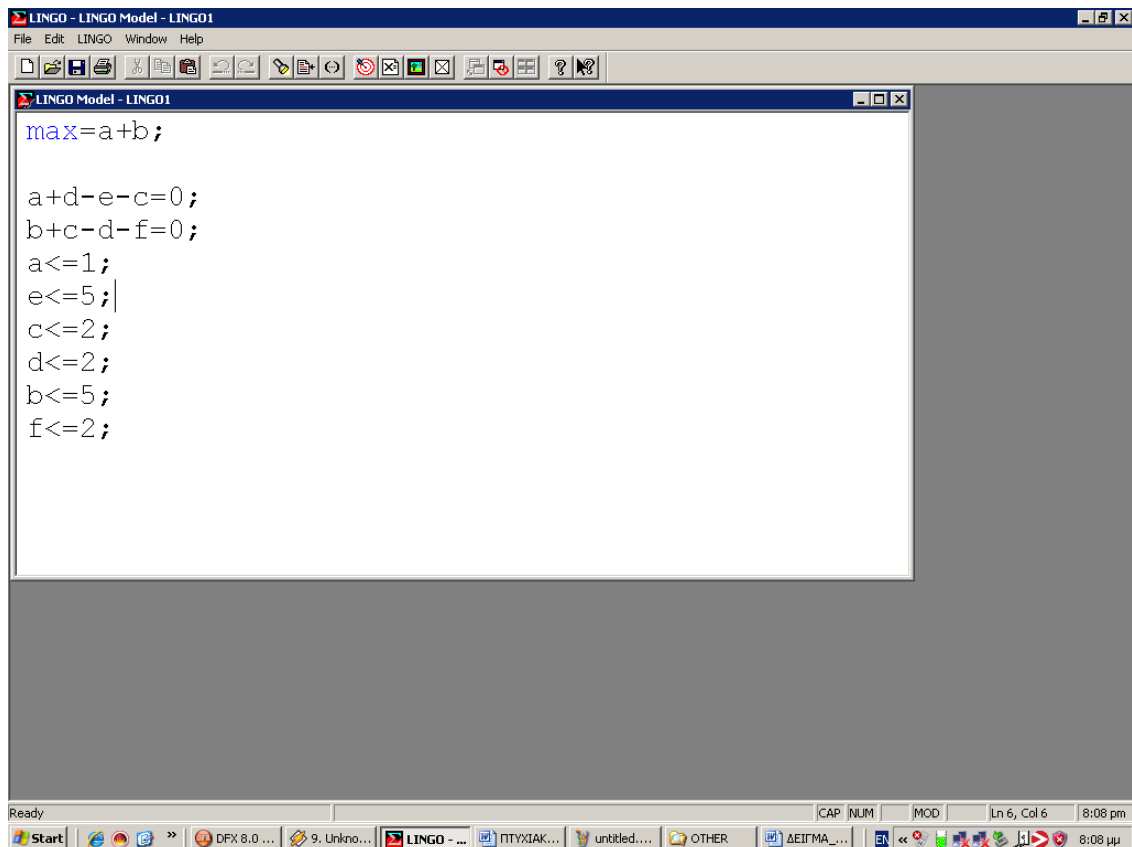 LINGO - LINGO Model - LINGO1
File Edit LINGO Window Help
LINGO Model - LINGO1
max=a+b;
a+d-e-c=0;
b+c-d-f=0;
a<=1;
e<=5;
c<=2;
d<=2;
b<=5;
f<=2;
Ready CAP NUM MOD Ln 6, Col 6 8:08 pm
Start » DFX 8.0 ... 9. Unkno... LINGO - ... ΠΤΥΧΙΑΚ... untitled.... OTHER ΔΕΙΓΜΑ_... EN « 8:08 μμ